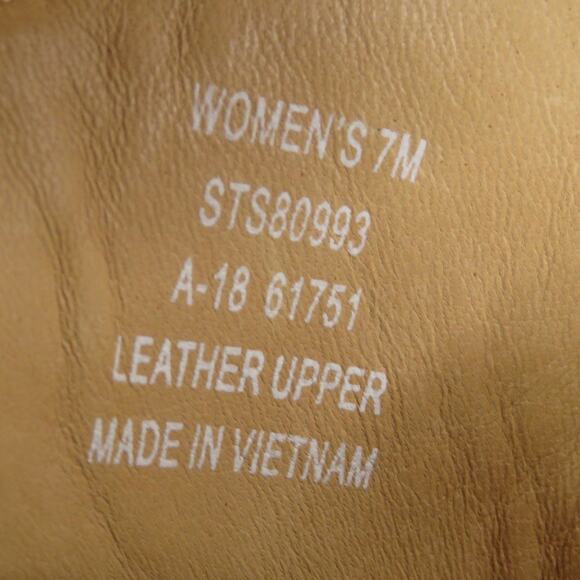 WOMEN'S 7M
STS80993
A-18 61751
LEATHER UPPER
MADE IN VIETNAM